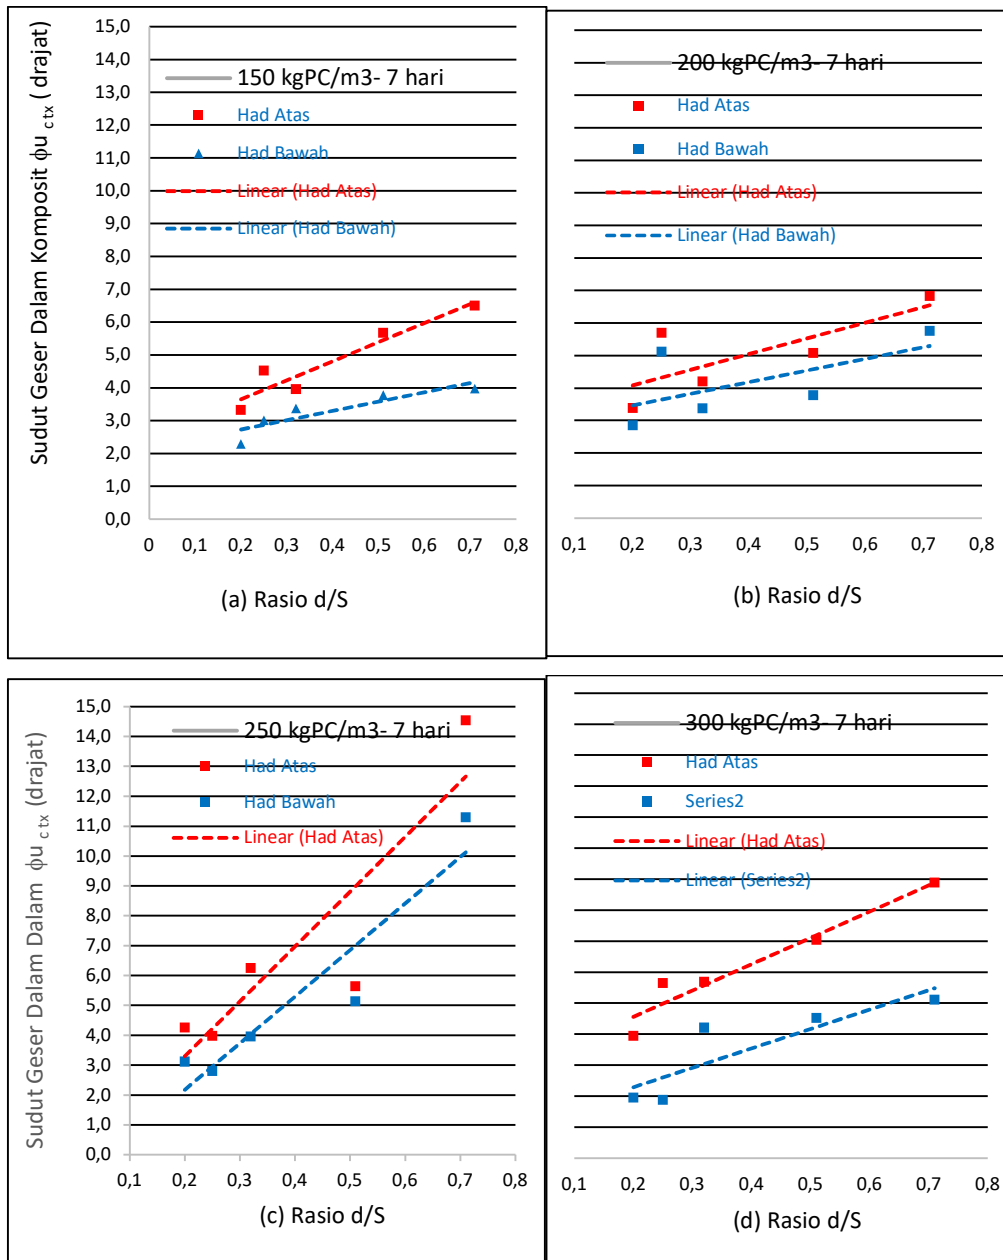 Sudut Geser Dalam Komposit ϕu c tx ( drajat)
15,0
14,0
13,0
12,0
11,0
10,0
9,0
8,0
7,0
6,0
5,0
4,0
3,0
2,0
1,0
0,0
150 kgPC/m3- 7 hari
Had Atas
Had Bawah
Linear (Had Atas)
Linear (Had Bawah)
0 0,1 0,2 0,3 0,4 0,5 0,6 0,7 0,8
(a) Rasio d/S
200 kgPC/m3- 7 hari
Had Atas
Had Bawah
Linear (Had Atas)
Linear (Had Bawah)
0,1 0,2 0,3 0,4 0,5 0,6 0,7 0,8
(b) Rasio d/S
Sudut Geser Dalam Dalam ϕu c tx (drajat)
15,0
14,0
13,0
12,0
11,0
10,0
9,0
8,0
7,0
6,0
5,0
4,0
3,0
2,0
1,0
0,0
250 kgPC/m3- 7 hari
Had Atas
Had Bawah
Linear (Had Atas)
0,1 0,2 0,3 0,4 0,5 0,6 0,7 0,8
(c) Rasio d/S
300 kgPC/m3- 7 hari
Had Atas
Series2
Linear (Had Atas)
Linear (Series2)
0,1 0,2 0,3 0,4 0,5 0,6 0,7 0,8
(d) Rasio d/S